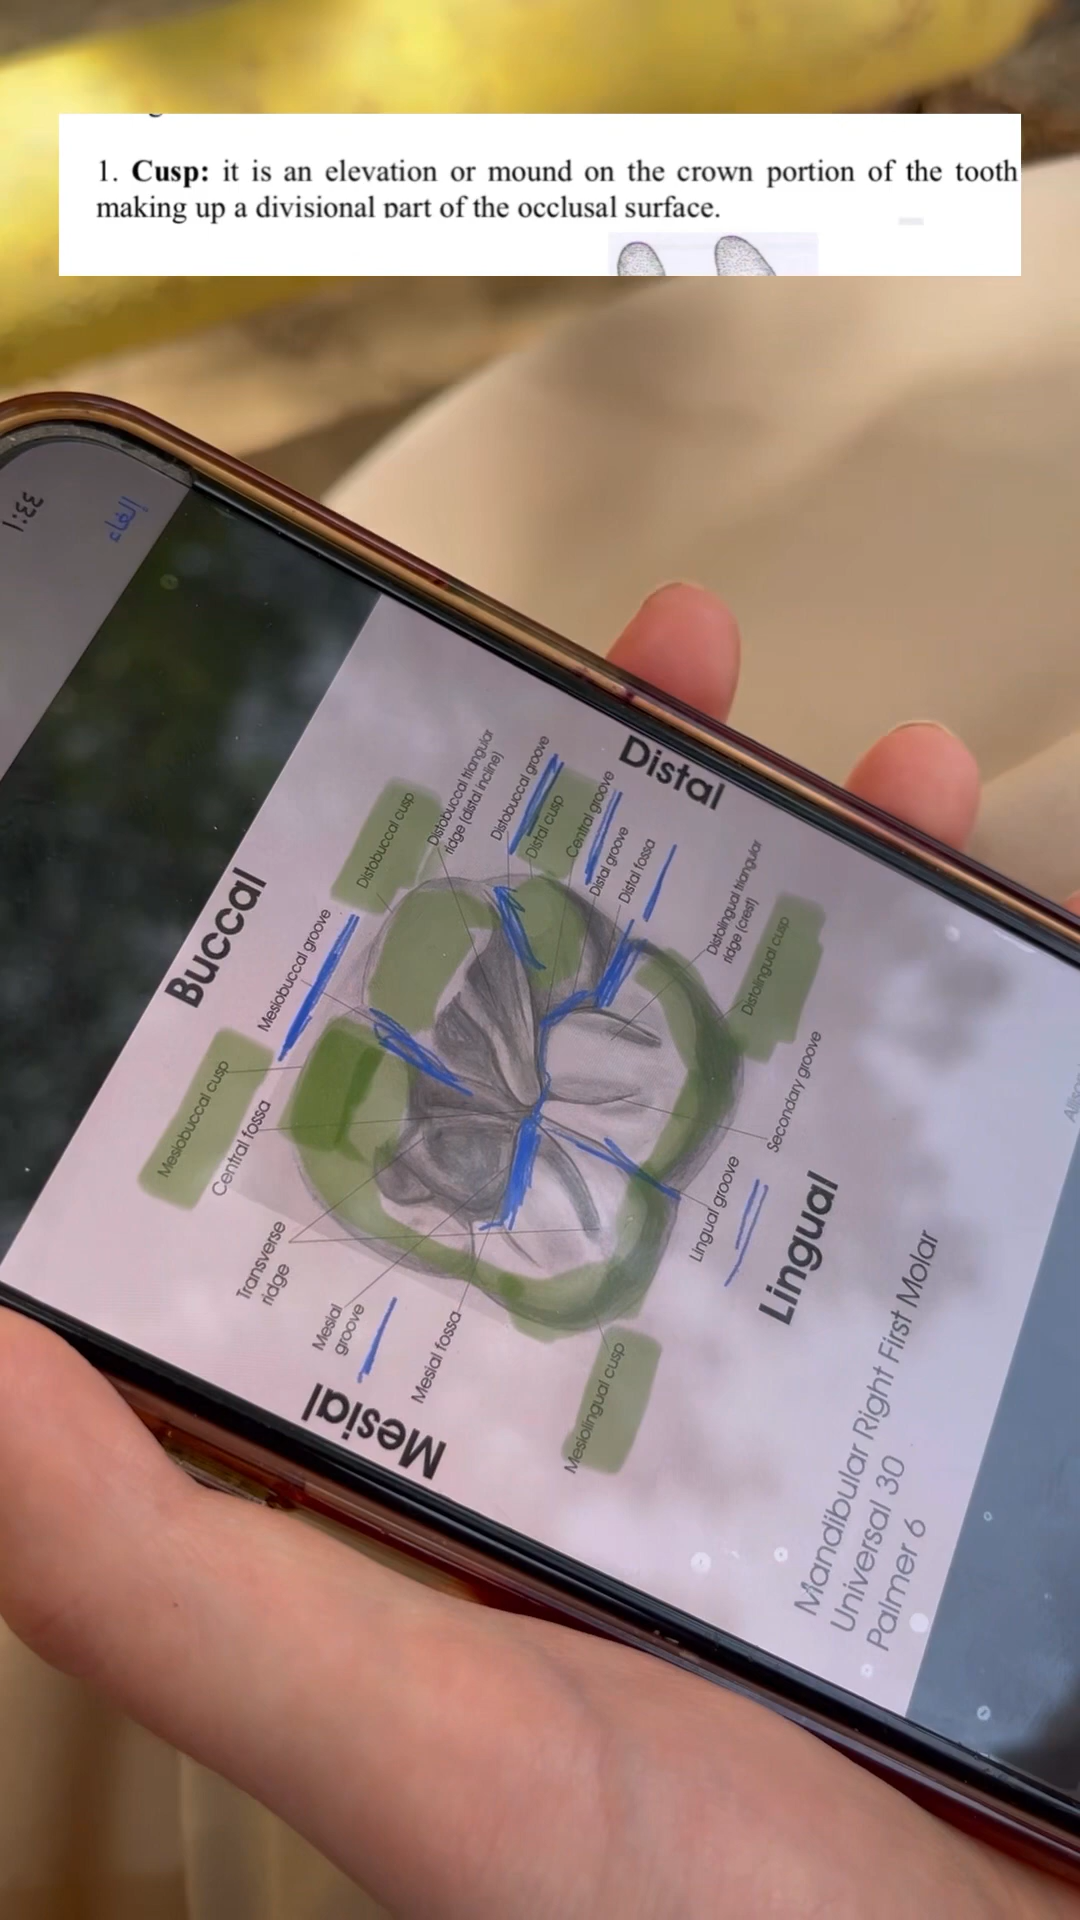 1. Cusp: it is an elevation or mound on the crown portion of the tooth
making up a divisional part of the occlusal surface.
١:٤٤
إلغاء
Buccal
Mesiobuccal cusp
Central fossa
Mesiobuccal groove
Distobuccal cusp
Distobuccal triangular
ridge (distal incline)
Distobuccal groove
Distal cusp
Central groove
Distal groove
Distal fossa
Distal
Transverse
ridge
Mesial
groove
Mesial fossa
Mesial
Distolingual triangular
ridge (crest)
Distolingual cusp
Secondary groove
Lingual groove
Lingual
Mesiolingual cusp
Mandibular Right First Molar
Universal 30
Palmer 6